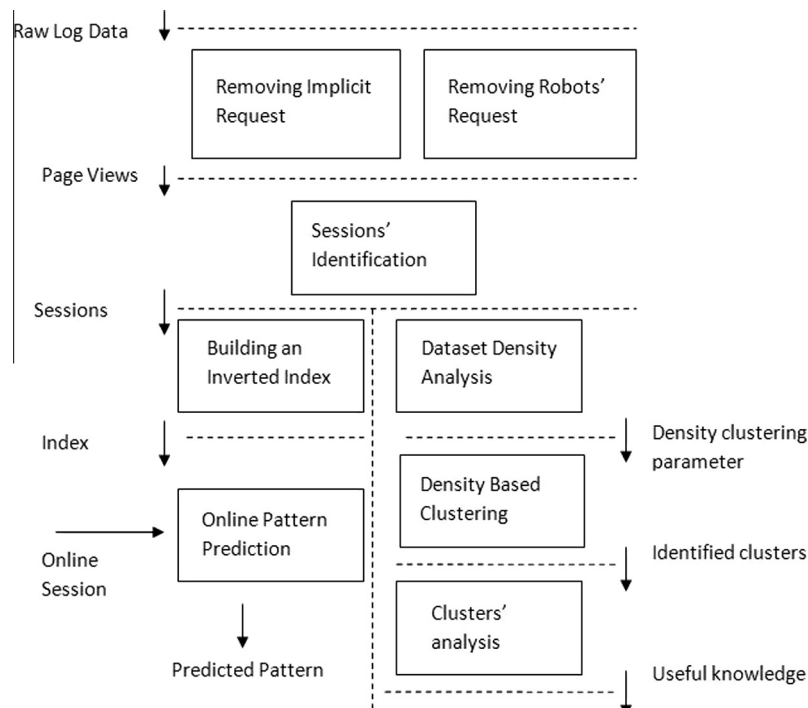 Raw Log Data
Removing Implicit
Request
Removing Robots'
Request
Page Views
Sessions'
Identification
Sessions
Building an
Inverted Index
Dataset Density
Analysis
Index
Density clustering
parameter
Density Based
Clustering
Online Pattern
Prediction
Online
Session
Identified clusters
Clusters'
analysis
Predicted Pattern
Useful knowledge